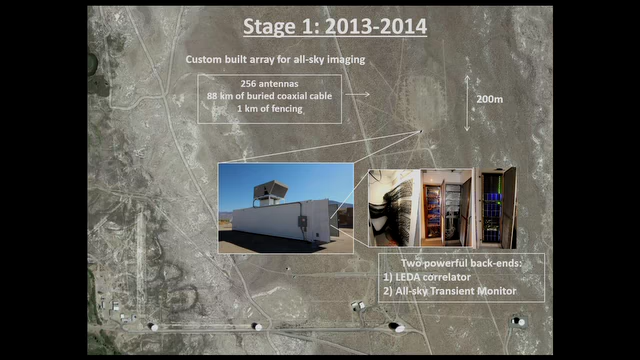 Stage 1: 2013-2014
Custom built array for all-sky imaging
256 antennas
88 km of buried coaxial cable
1 km of fencing
200m
Two powerful back-ends:
1) LEDA correlator
2) All-sky Transient Monitor